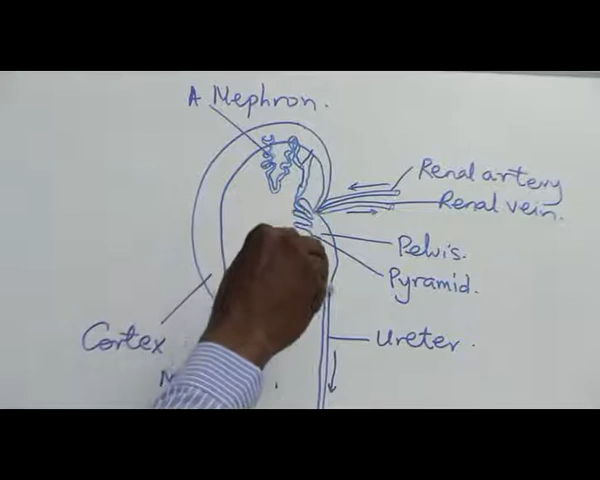 A Nephron.
Renal artery
Renal vein.
Pelvis.
Pyramid.
Cortex
Ureter.